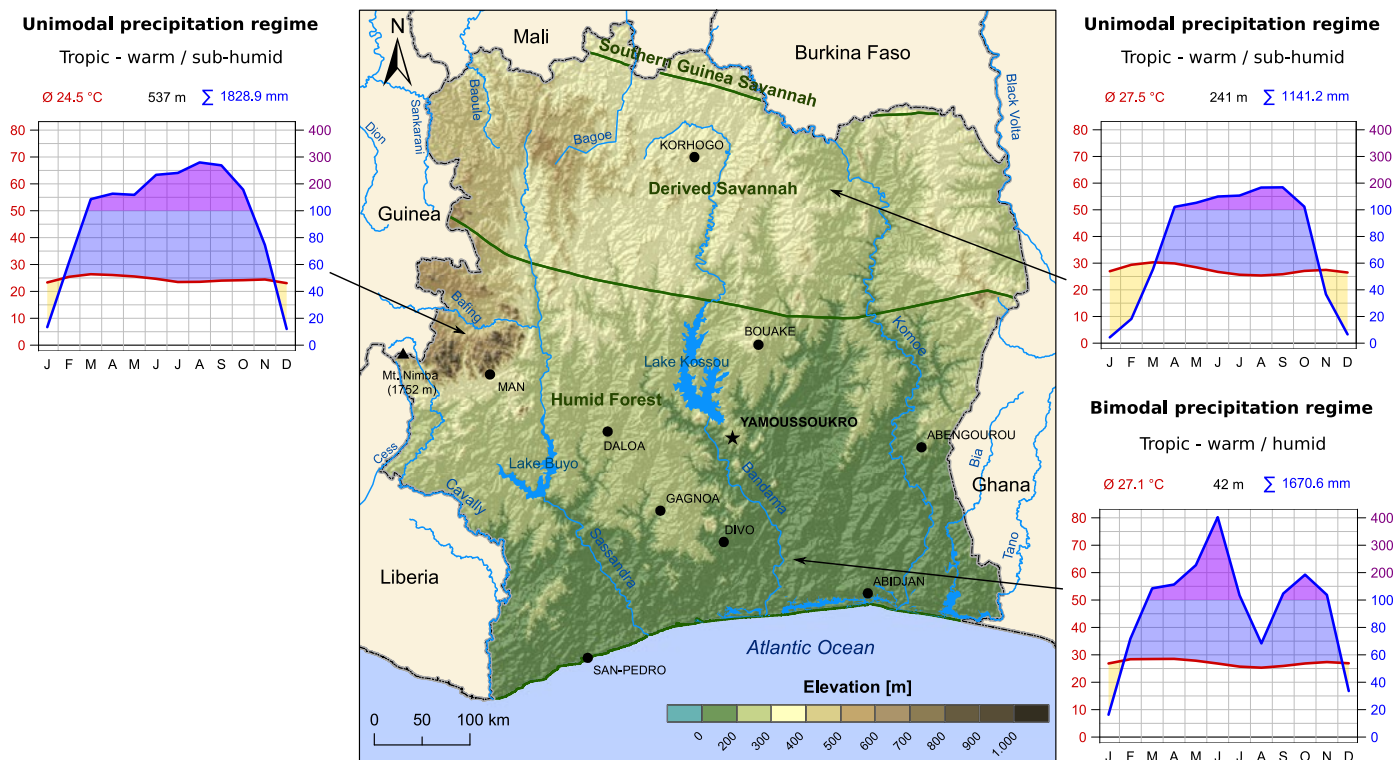 Unimodal precipitation regime
Tropic - warm / sub-humid
Ø 24.5 °C 537 m ∑ 1828.9 mm
80 400
70 300
60 200
50 100
40 80
30 60
20 40
10 20
0 0
J F M A M J J A S O N D
N
Mali
Burkina Faso
Southern Guinea Savannah
Baoule
Sankarani
Dion
Bagoe
Black Volta
KORHOGO
Derived Savannah
Guinea
Bafing
BOUAKE
Komoe
Lake Kossou
Mt. Nimba
(1752 m)
MAN
Humid Forest
YAMOUSSOUKRO
DALOA
ABENGOUROU
Cess
Lake Buyo
Bandama
Bia
Cavally
GAGNOA
Ghana
DIVO
Sassandra
Tano
Liberia
ABIDJAN
Atlantic Ocean
SAN-PEDRO
Elevation [m]
0 50 100 km
0 200 300 400 500 600 700 800 900 1.000
Unimodal precipitation regime
Tropic - warm / sub-humid
Ø 27.5 °C 241 m ∑ 1141.2 mm
80 400
70 300
60 200
50 100
40 80
30 60
20 40
10 20
0 0
J F M A M J J A S O N D
Bimodal precipitation regime
Tropic - warm / humid
Ø 27.1 °C 42 m ∑ 1670.6 mm
80 400
70 300
60 200
50 100
40 80
30 60
20 40
10 20
0 0
J F M A M J J A S O N D